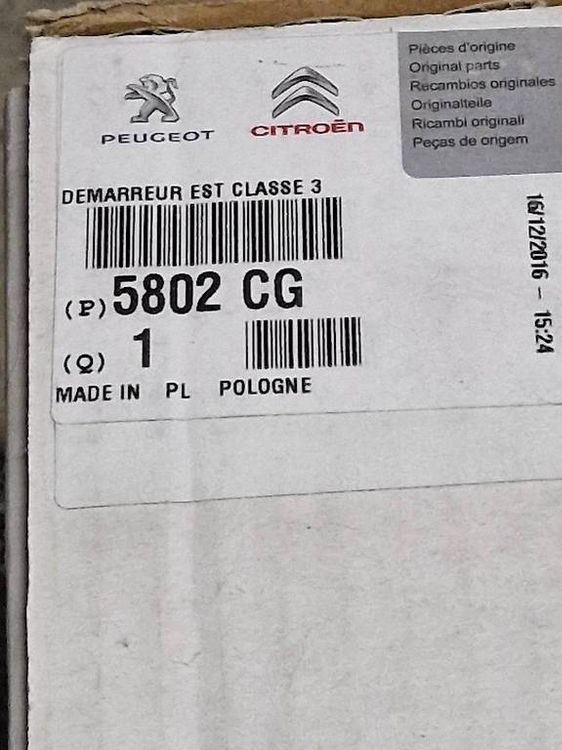 PEUGEOT
CITROËN
Pièces d'origine
Original parts
Recambios originales
Originalteile
Ricambi originali
Peças de origem
DEMARREUR EST CLASSE 3
(P) 5802 CG
(Q) 1
MADE IN PL POLOGNE
16/12/2016 - 15:24